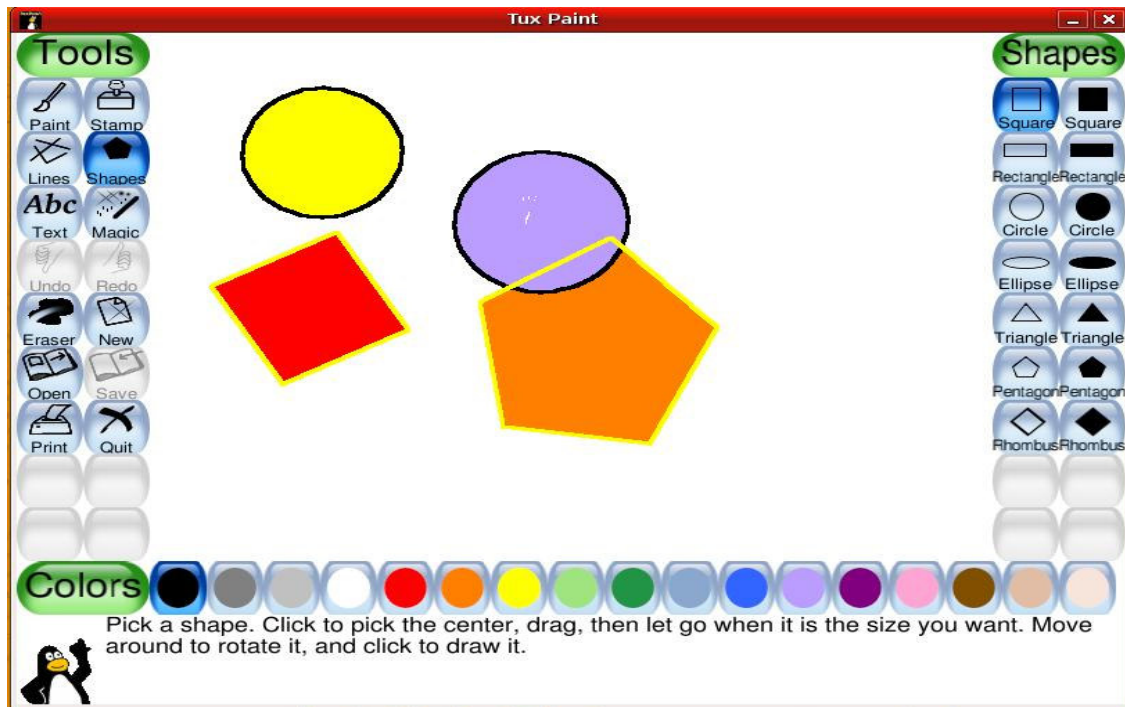 Tux Paint
Tools
Shapes
Paint Stamp
Lines Shapes
Abc
Text Magic
Undo Redo
Eraser New
Open Save
Print Quit
Square Square
Rectangle Rectangle
Circle Circle
Ellipse Ellipse
Triangle Triangle
Pentagon Pentagon
Rhombus Rhombus
Colors
Pick a shape. Click to pick the center, drag, then let go when it is the size you want. Move
around to rotate it, and click to draw it.